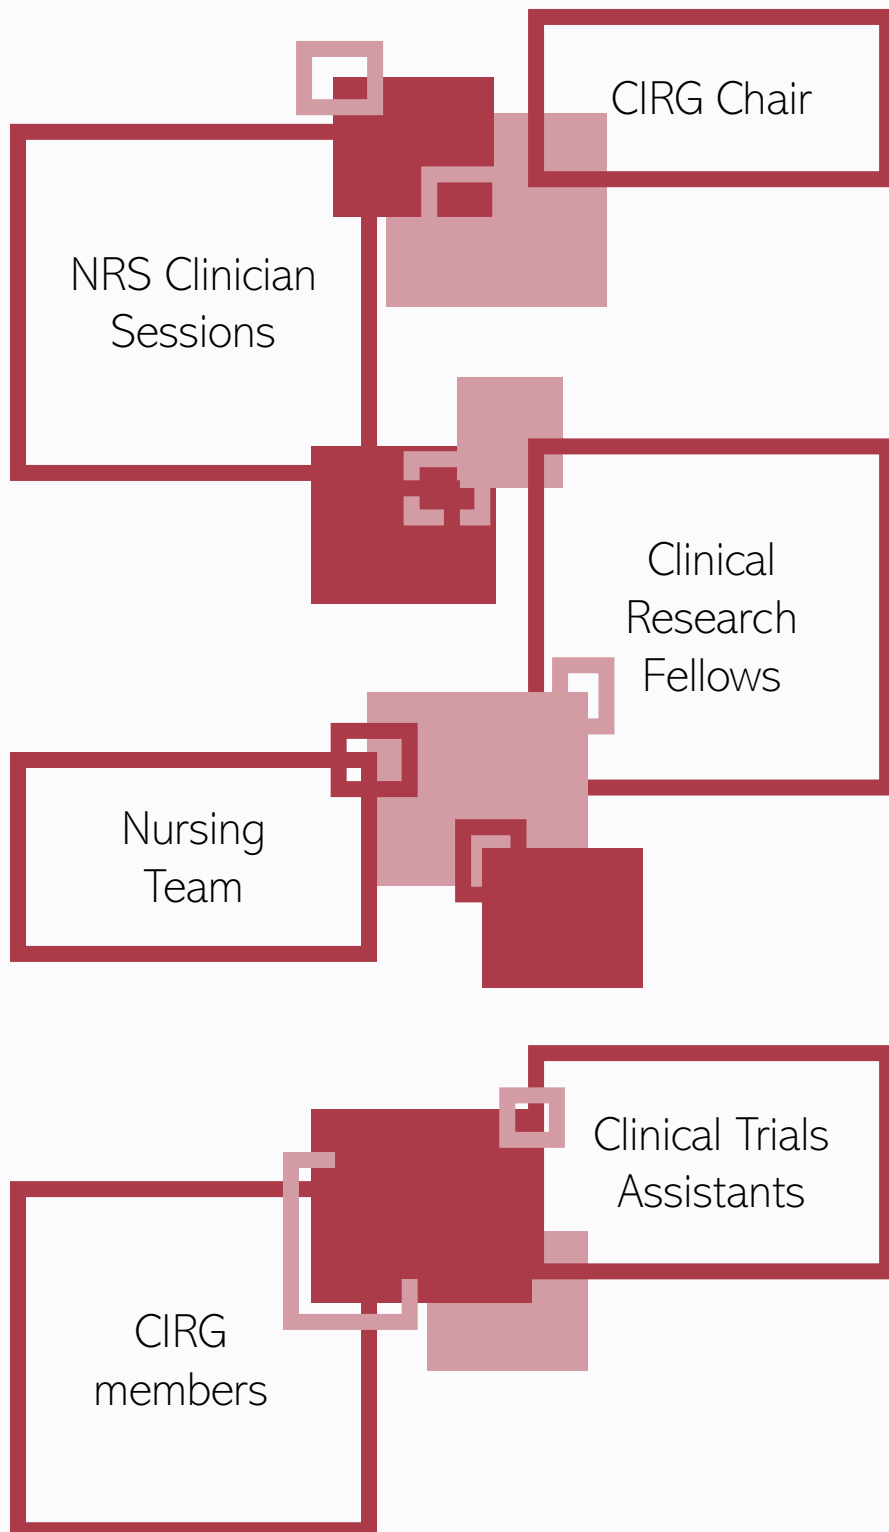 CIRG Chair
NRS Clinician
Sessions
Clinical
Research
Fellows
Nursing
Team
Clinical Trials
Assistants
CIRG
members